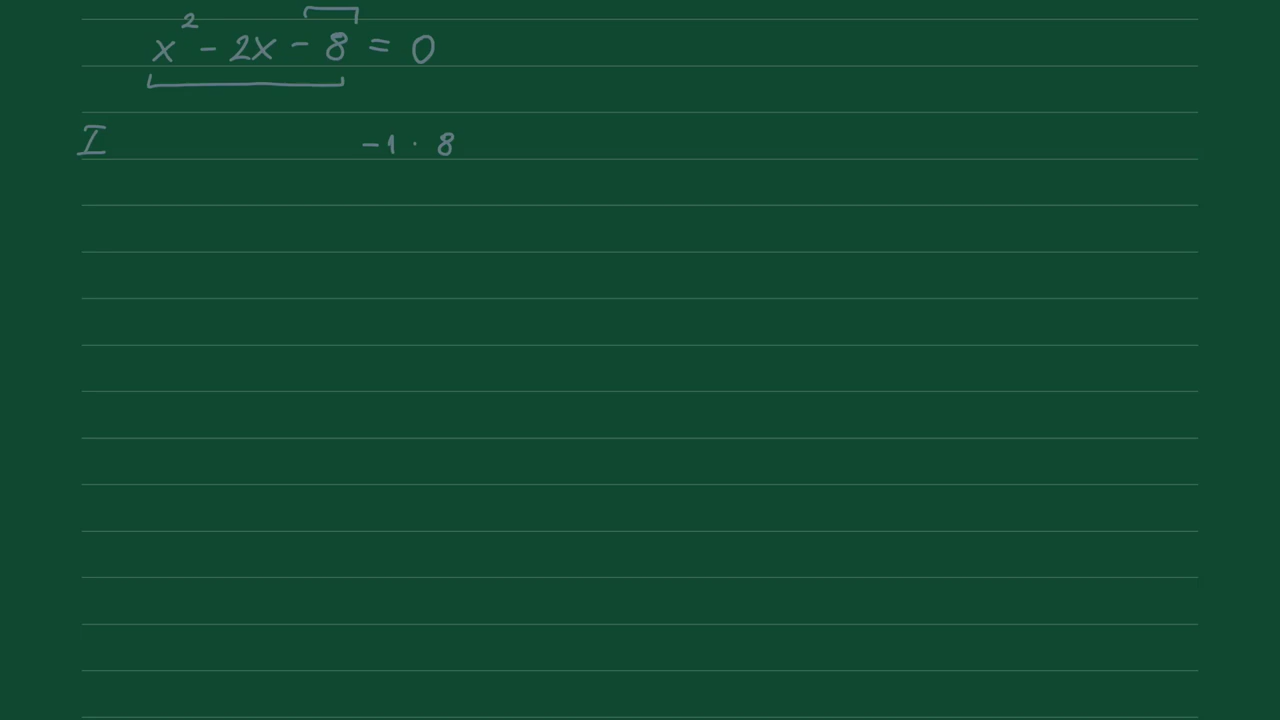 x² - 2x - 8 = 0
I -1 · 8